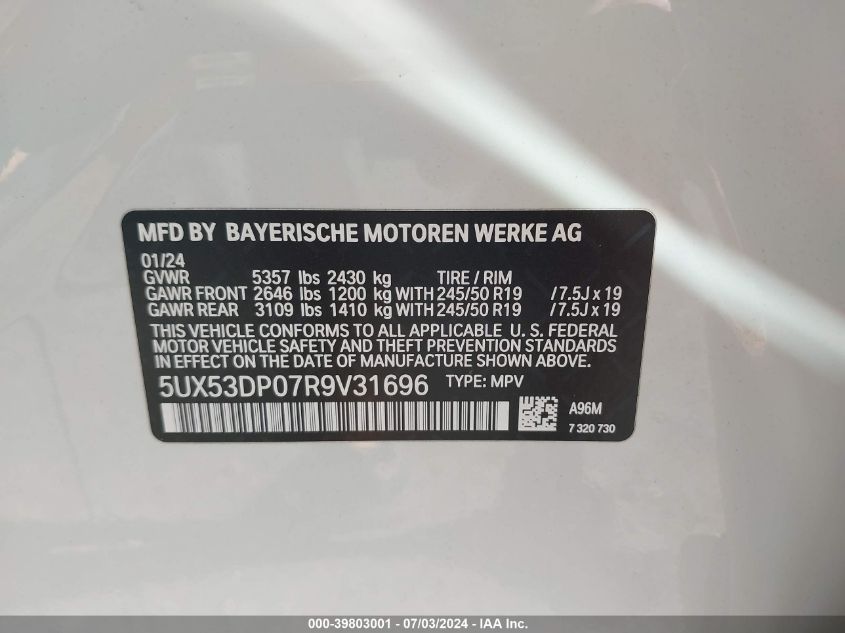 MFD BY BAYERISCHE MOTOREN WERKE AG
01/24
GVWR 5357 lbs 2430 kg TIRE / RIM
GAWR FRONT 2646 lbs 1200 kg WITH 245/50 R19 / 7.5J x 19
GAWR REAR 3109 lbs 1410 kg WITH 245/50 R19 / 7.5J x 19
THIS VEHICLE CONFORMS TO ALL APPLICABLE U. S. FEDERAL
MOTOR VEHICLE SAFETY AND THEFT PREVENTION STANDARDS
IN EFFECT ON THE DATE OF MANUFACTURE SHOWN ABOVE.
5UX53DP07R9V31696 TYPE: MPV
A96M
7 320 730
000-39803001 / 07/03/2024 - IAA Inc.